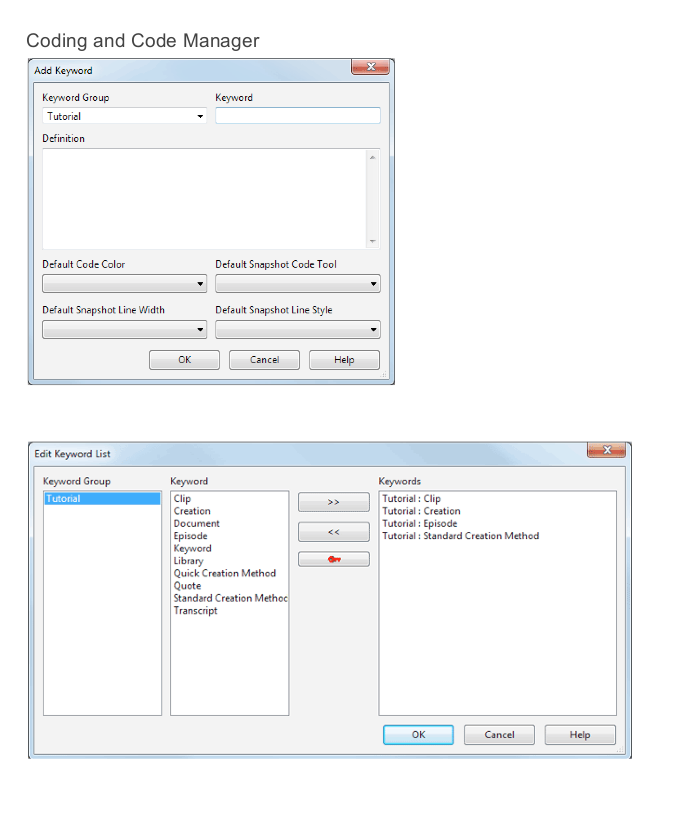 Coding and Code Manager
Add Keyword
Keyword Group Keyword
Tutorial
Definition
Default Code Color Default Snapshot Code Tool
Default Snapshot Line Width Default Snapshot Line Style
OK Cancel Help
Edit Keyword List
Keyword Group Keyword Keywords
Tutorial
Clip
Creation
Document
Episode
Keyword
Library
Quick Creation Method
Quote
Standard Creation Methoc
Transcript
>>
<<
Tutorial : Clip
Tutorial : Creation
Tutorial : Episode
Tutorial : Standard Creation Method
OK Cancel Help